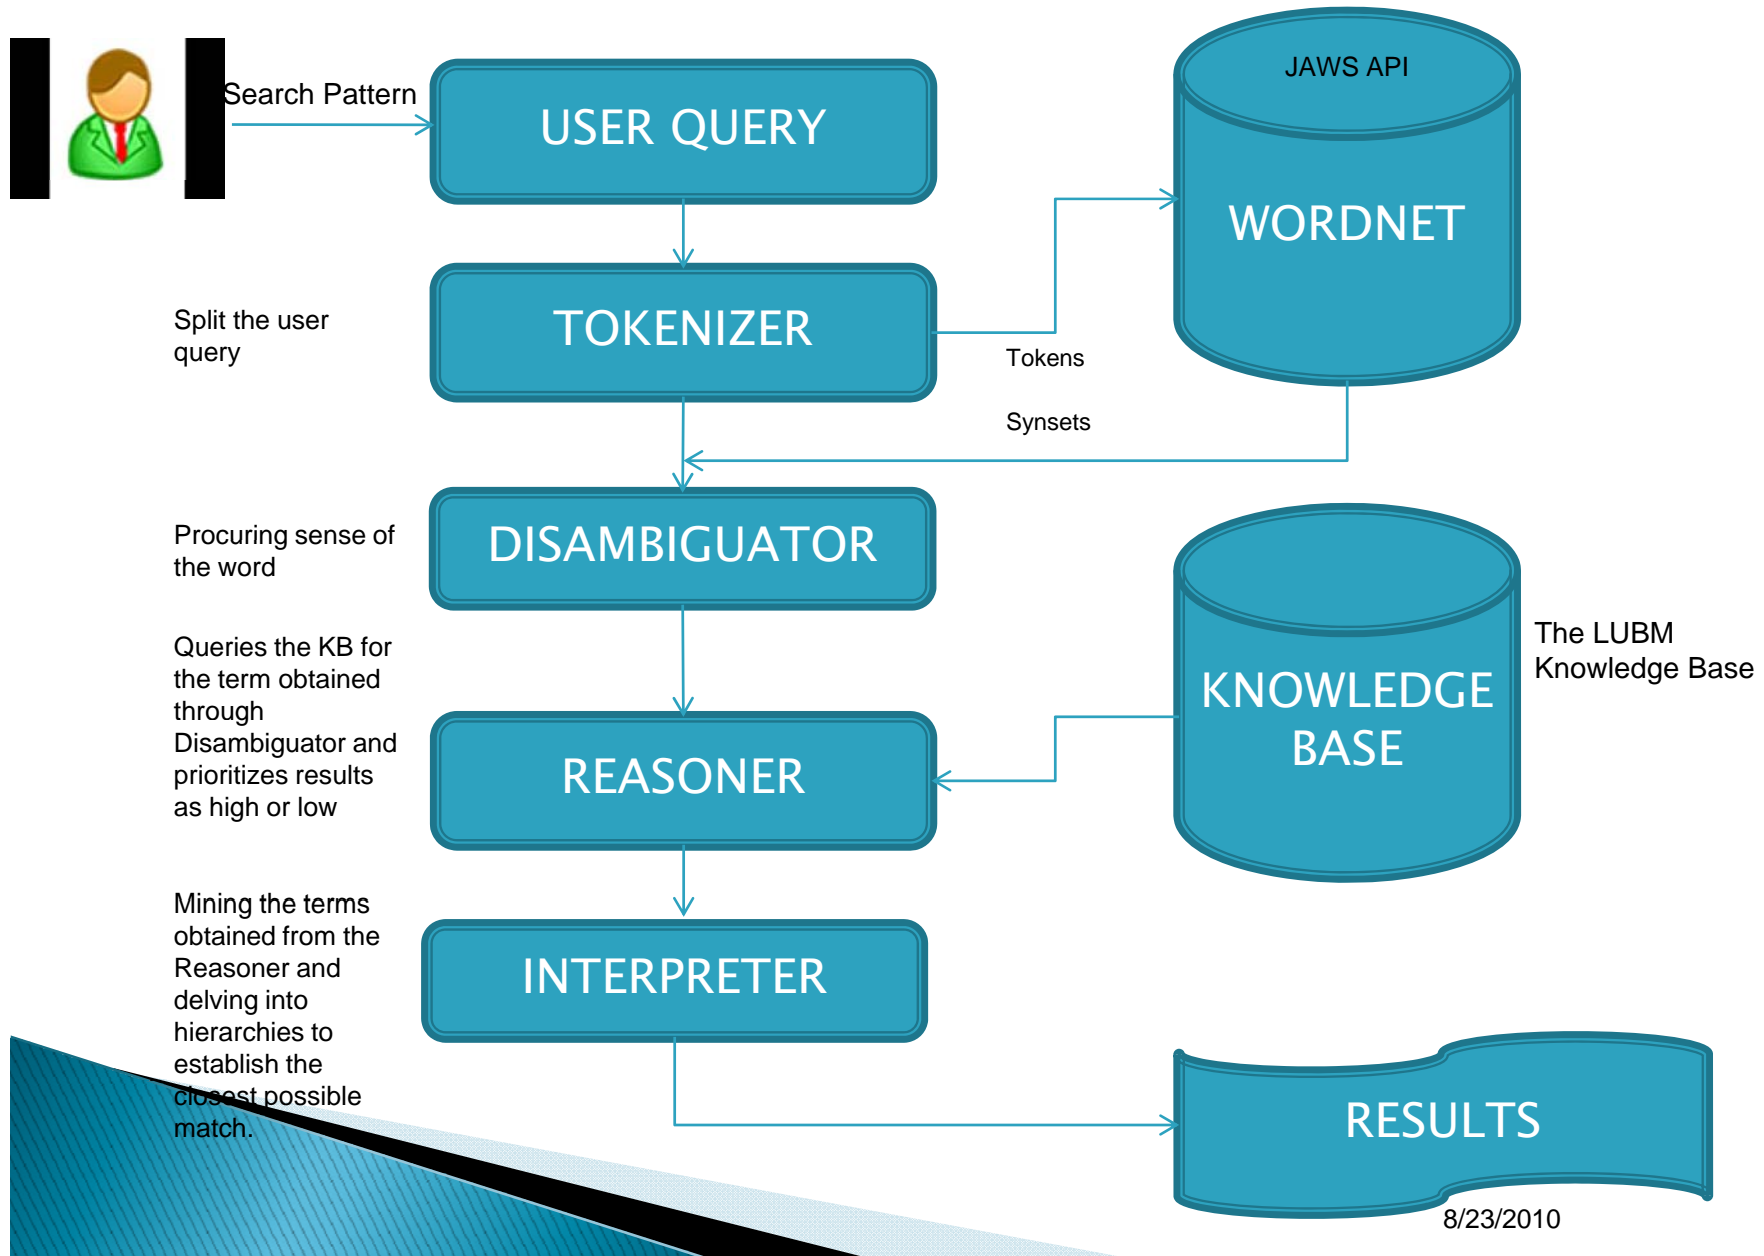 JAWS API
Search Pattern
USER QUERY
WORDNET
Split the user
query
TOKENIZER
Tokens
Synsets
Procuring sense of
the word
DISAMBIGUATOR
Queries the KB for
the term obtained
through
Disambiguator and
prioritizes results
as high or low
REASONER
KNOWLEDGE
BASE
The LUBM
Knowledge Base
Mining the terms
obtained from the
Reasoner and
delving into
hierarchies to
establish the
closest possible
match.
INTERPRETER
RESULTS
8/23/2010